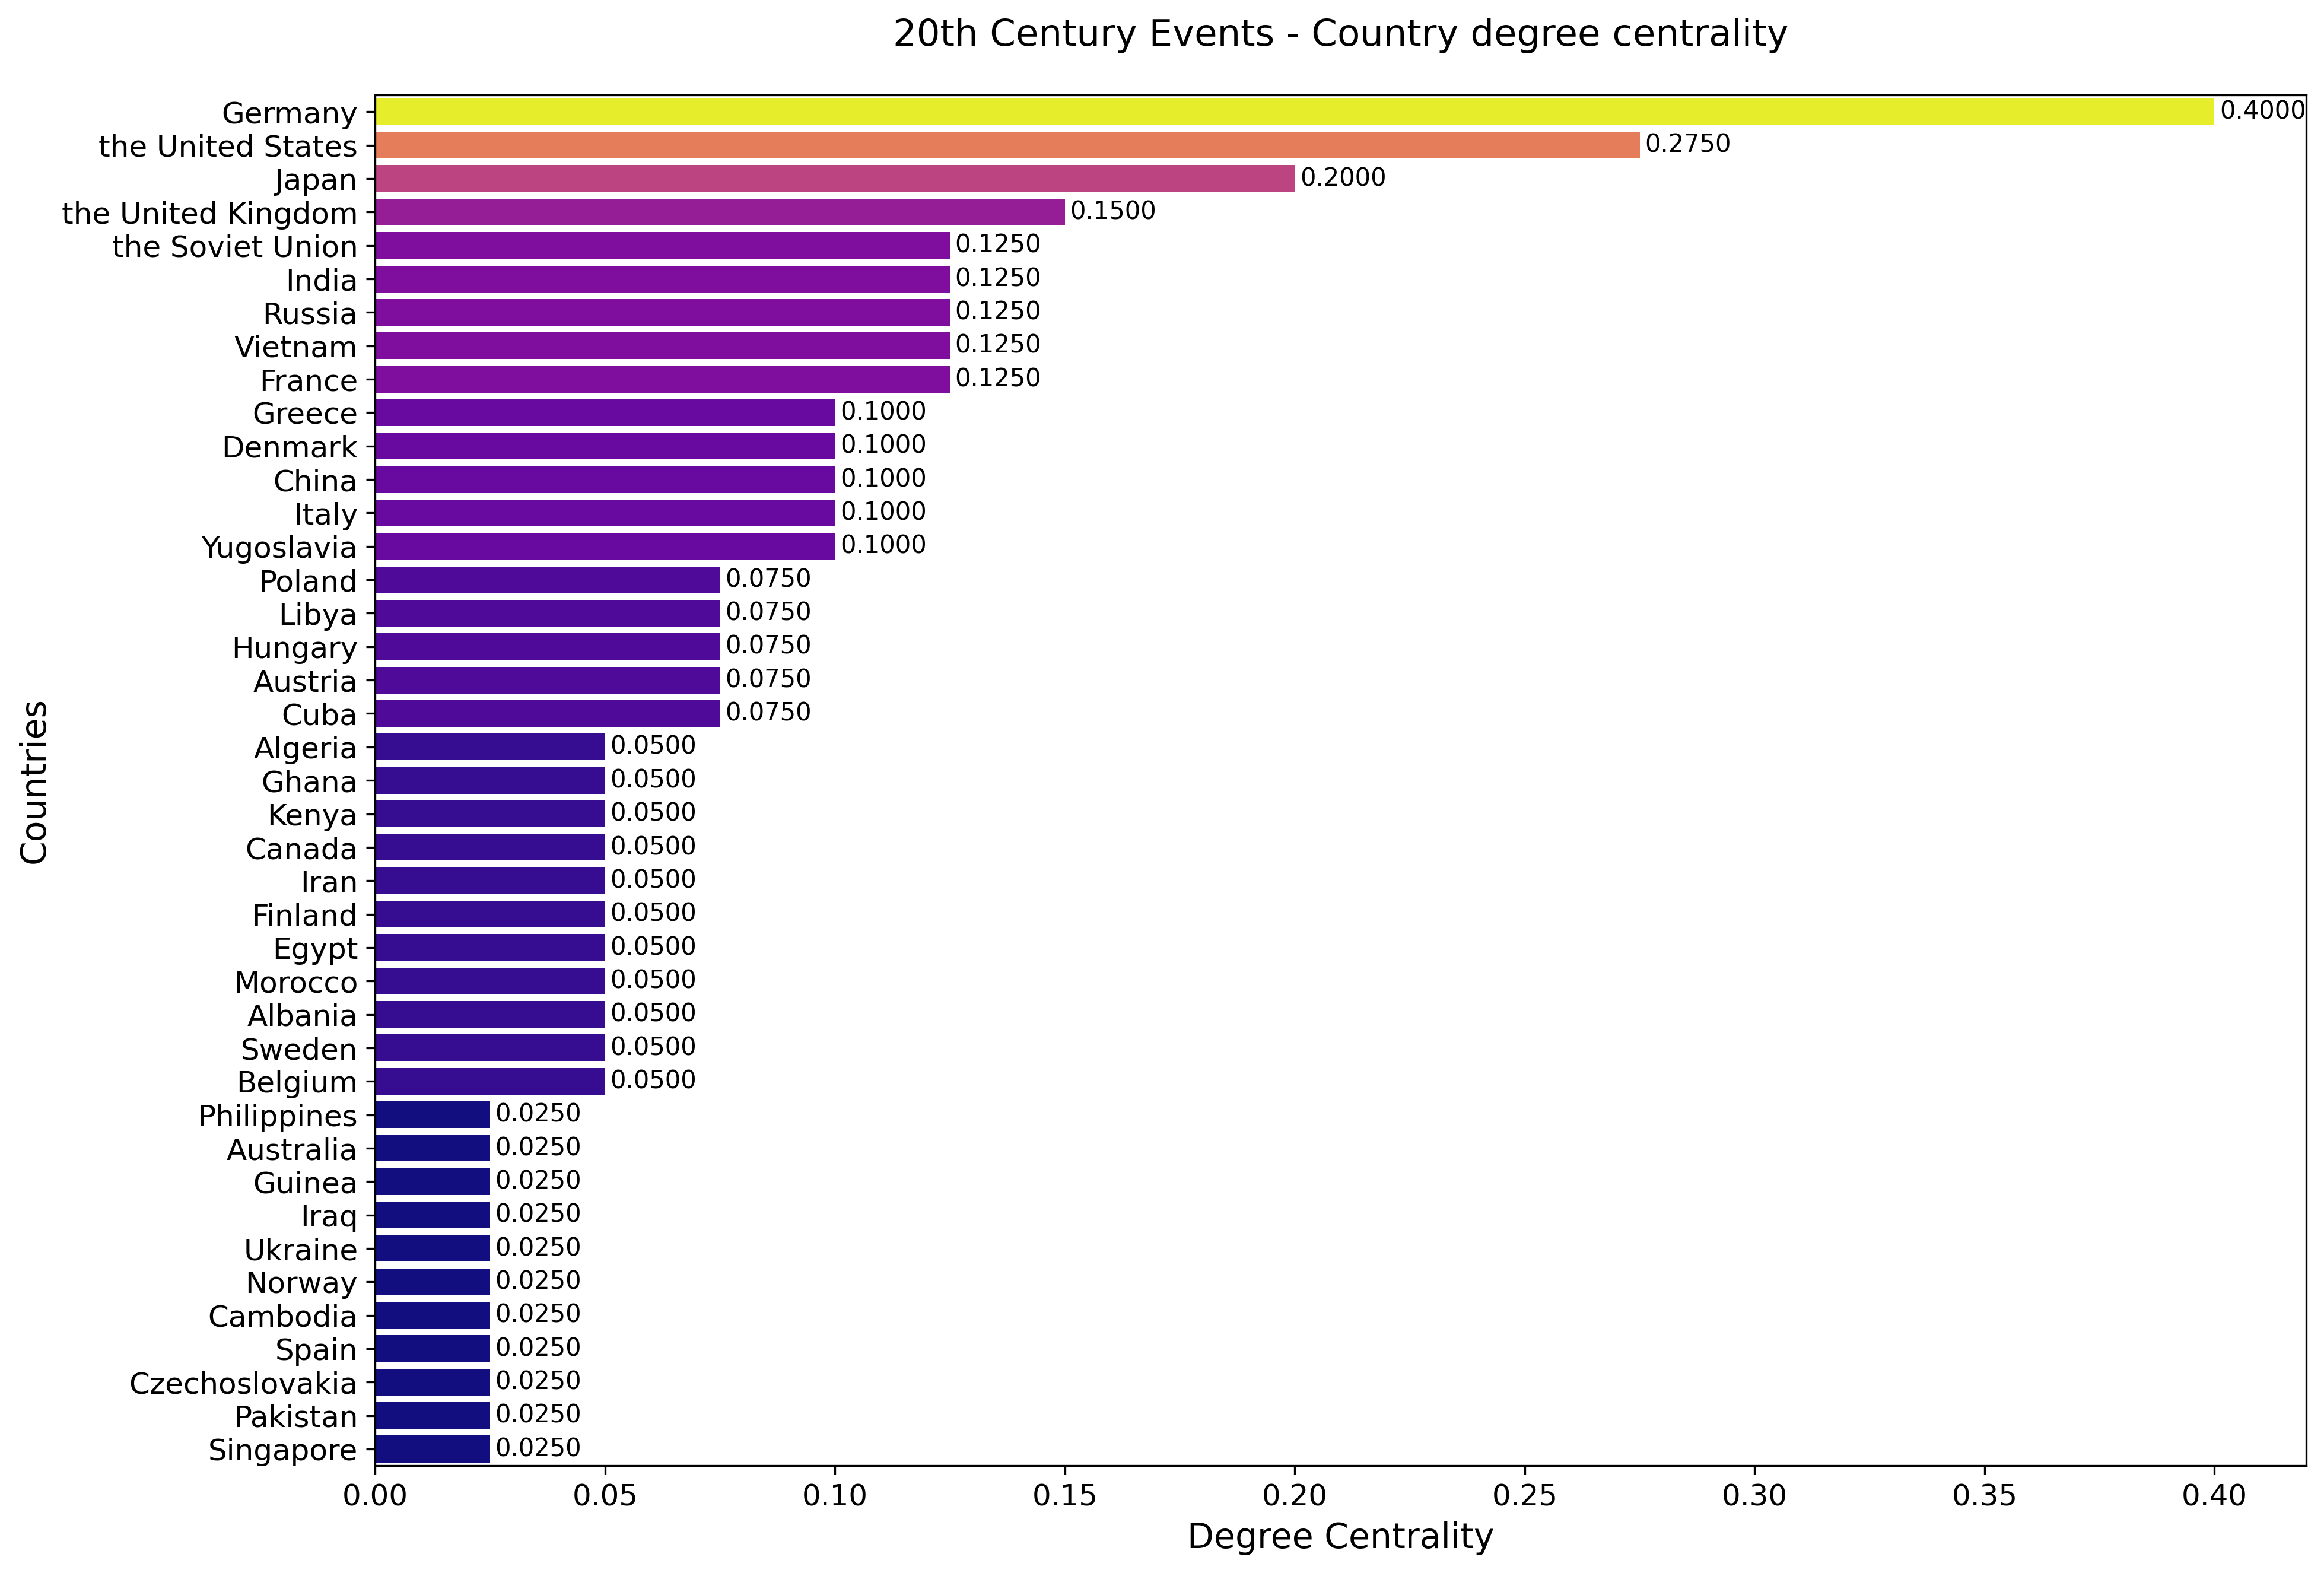 20th Century Events - Country degree centrality
Countries
Germany 0.4000
the United States 0.2750
Japan 0.2000
the United Kingdom 0.1500
the Soviet Union 0.1250
India 0.1250
Russia 0.1250
Vietnam 0.1250
France 0.1250
Greece 0.1000
Denmark 0.1000
China 0.1000
Italy 0.1000
Yugoslavia 0.1000
Poland 0.0750
Libya 0.0750
Hungary 0.0750
Austria 0.0750
Cuba 0.0750
Algeria 0.0500
Ghana 0.0500
Kenya 0.0500
Canada 0.0500
Iran 0.0500
Finland 0.0500
Egypt 0.0500
Morocco 0.0500
Albania 0.0500
Sweden 0.0500
Belgium 0.0500
Philippines 0.0250
Australia 0.0250
Guinea 0.0250
Iraq 0.0250
Ukraine 0.0250
Norway 0.0250
Cambodia 0.0250
Spain 0.0250
Czechoslovakia 0.0250
Pakistan 0.0250
Singapore 0.0250
0.00 0.05 0.10 0.15 0.20 0.25 0.30 0.35 0.40
Degree Centrality